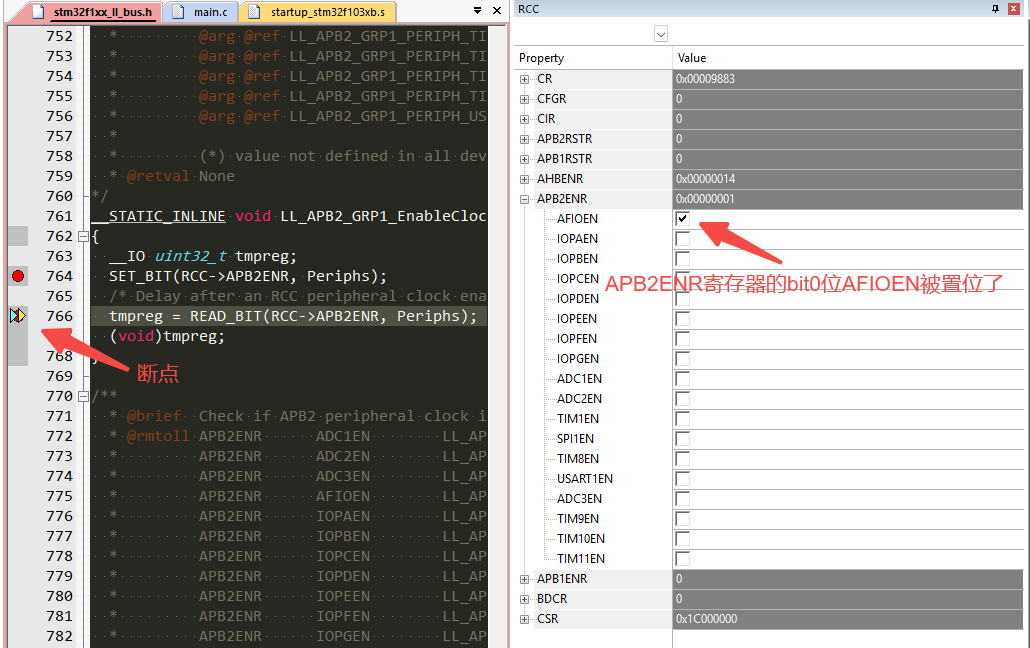 stm32f1xx_ll_bus.h
main.c
startup_stm32f103xb.s
752 * @arg @ref LL_APB2_GRP1_PERIPH_TI
753 * @arg @ref LL_APB2_GRP1_PERIPH_TI
754 * @arg @ref LL_APB2_GRP1_PERIPH_TI
755 * @arg @ref LL_APB2_GRP1_PERIPH_TI
756 * @arg @ref LL_APB2_GRP1_PERIPH_US
757 *
758 * (*) value not defined in all dev
759 * @retval None
760 */
761 __STATIC_INLINE void LL_APB2_GRP1_EnableCloc
762 {
763 __IO uint32_t tmpreg;
764 SET_BIT(RCC->APB2ENR, Periphs);
765 /* Delay after an RCC peripheral clock ena
766 tmpreg = READ_BIT(RCC->APB2ENR, Periphs);
(void)tmpreg;
768
断点
769
770 /**
771 * @brief Check if APB2 peripheral clock i
772 * @rmtoll APB2ENR ADC1EN LL_AP
773 * APB2ENR ADC2EN LL_AP
774 * APB2ENR ADC3EN LL_AP
775 * APB2ENR AFIOEN LL_AP
776 * APB2ENR IOPAEN LL_AP
777 * APB2ENR IOPBEN LL_AP
778 * APB2ENR IOPCEN LL_AP
779 * APB2ENR IOPDEN LL_AP
780 * APB2ENR IOPEEN LL_AP
781 * APB2ENR IOPFEN LL_AP
782 * APB2ENR IOPGEN LL_AP
RCC
Property Value
CR 0x00009883
CFGR 0
CIR 0
APB2RSTR 0
APB1RSTR 0
AHBENR 0x00000014
APB2ENR 0x00000001
AFIOEN
IOPAEN
IOPBEN
IOPCEN
APB2ENR寄存器的bit0位AFIOEN被置位了
IOPDEN
IOPEEN
IOPFEN
IOPGEN
ADC1EN
ADC2EN
TIM1EN
SPI1EN
TIM8EN
USART1EN
ADC3EN
TIM9EN
TIM10EN
TIM11EN
APB1ENR 0
BDCR 0
CSR 0x1C000000